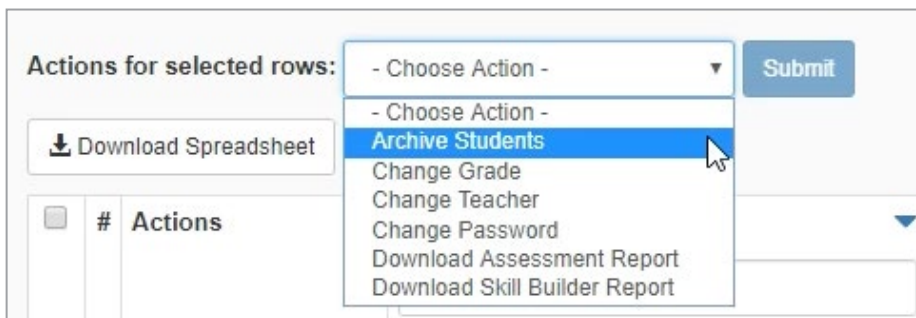 Actions for selected rows:
- Choose Action -
Submit
- Choose Action -
Archive Students
Change Grade
Change Teacher
Change Password
Download Assessment Report
Download Skill Builder Report
Download Spreadsheet
# Actions